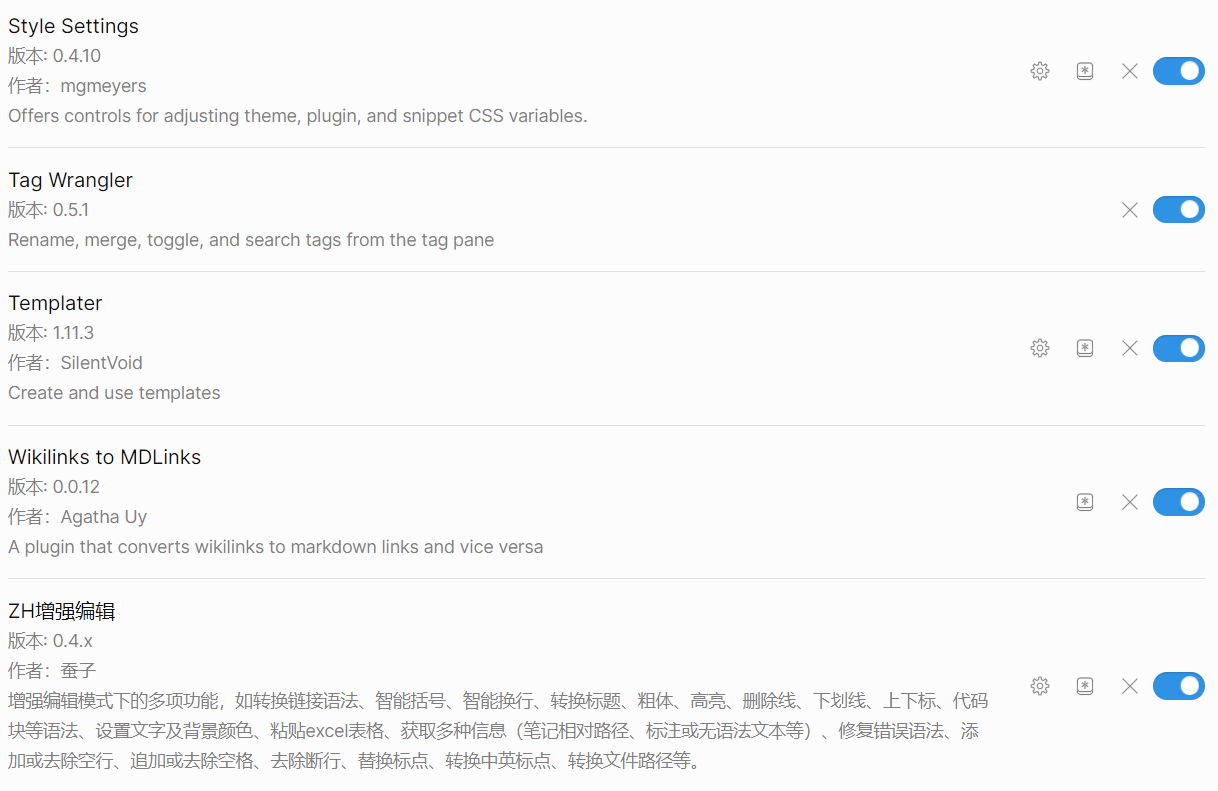 Style Settings
版本: 0.4.10
作者：mgmeyers
Offers controls for adjusting theme, plugin, and snippet CSS variables.
Tag Wrangler
版本: 0.5.1
Rename, merge, toggle, and search tags from the tag pane
Templater
版本: 1.11.3
作者：SilentVoid
Create and use templates
Wikilinks to MDLinks
版本: 0.0.12
作者：Agatha Uy
A plugin that converts wikilinks to markdown links and vice versa
ZH增强编辑
版本: 0.4.x
作者：蚕子
增强编辑模式下的多项功能，如转换链接语法、智能括号、智能换行、转换标题、粗体、高亮、删除线、下划线、上下标、代码
块等语法、设置文字及背景颜色、粘贴excel表格、获取多种信息（笔记相对路径、标注或无语法文本等）、修复错误语法、添
加或去除空行、追加或去除空格、去除断行、替换标点、转换中英标点、转换文件路径等。